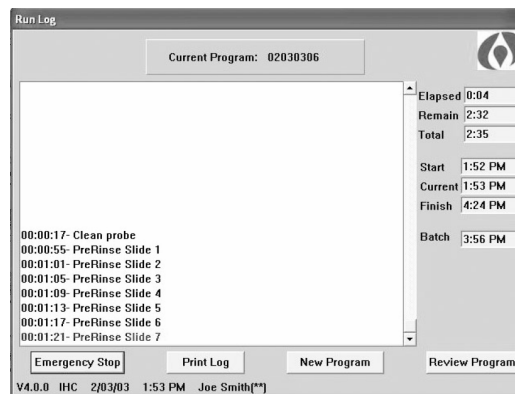 Run Log
Current Program: 02030306
Elapsed 0:04
Remain 2:32
Total 2:35
Start 1:52 PM
Current 1:53 PM
Finish 4:24 PM
Batch 3:56 PM
00:00:17- Clean probe
00:00:55- PreRinse Slide 1
00:01:01- PreRinse Slide 2
00:01:05- PreRinse Slide 3
00:01:09- PreRinse Slide 4
00:01:13- PreRinse Slide 5
00:01:17- PreRinse Slide 6
00:01:21- PreRinse Slide 7
Emergency Stop Print Log New Program Review Program
V4.0.0 IHC 2/03/03 1:53 PM Joe Smith(**)